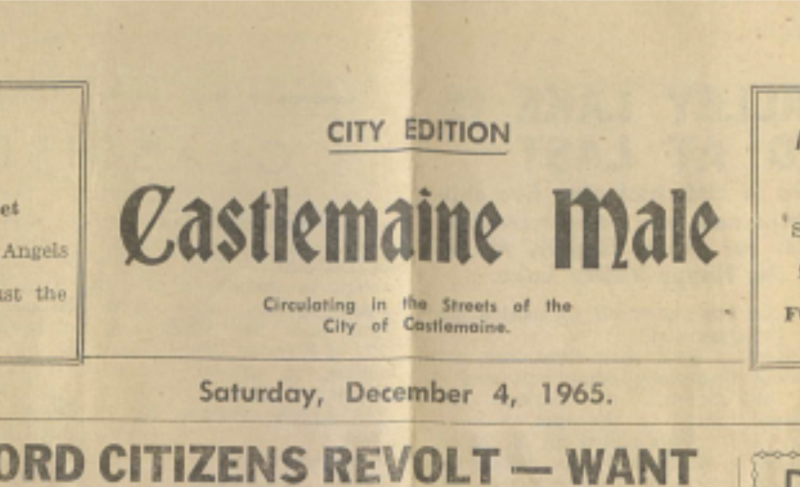 CITY EDITION
Castlemaine Male
et
Angels
ust the
Circulating in the Streets of the
City of Castlemaine.
Saturday, December 4, 1965.
ORD CITIZENS REVOLT — WANT